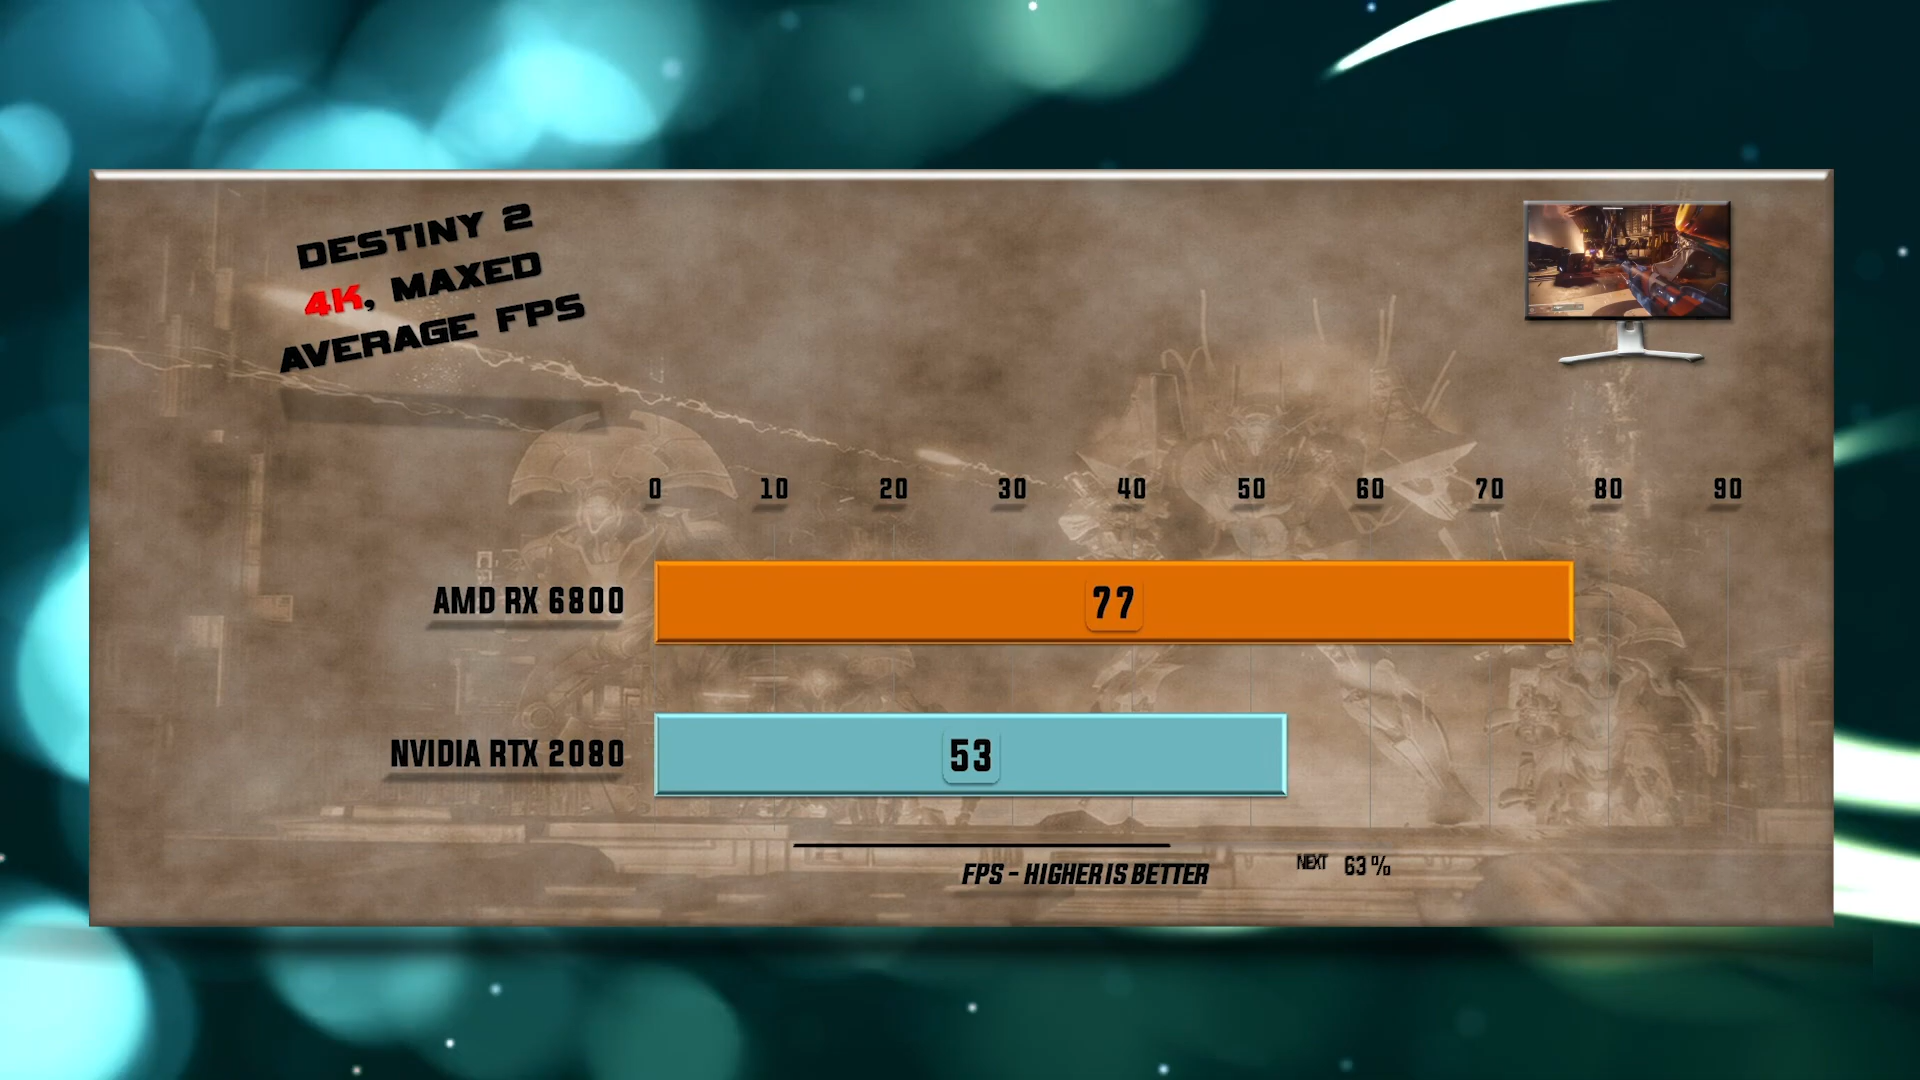 DESTINY 2
4K, MAXED
AVERAGE FPS
0 10 20 30 40 50 60 70 80 90
AMD RX 6800 77
NVIDIA RTX 2080 53
FPS - HIGHER IS BETTER
NEXT 63%